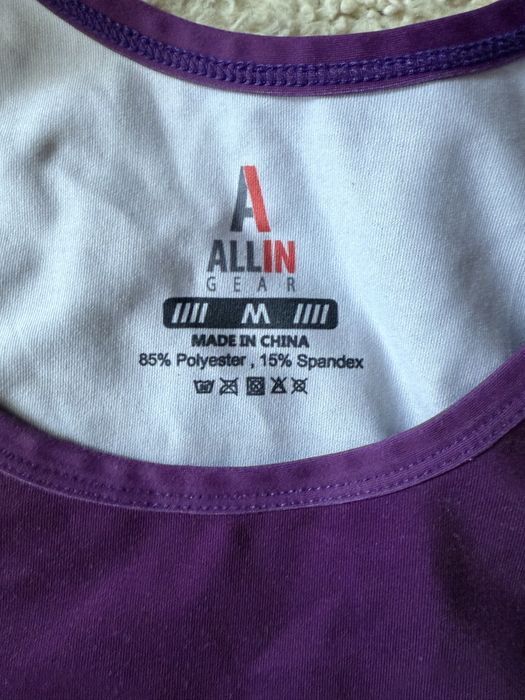 A
ALLIN
GEAR
M
MADE IN CHINA
85% Polyester , 15% Spandex